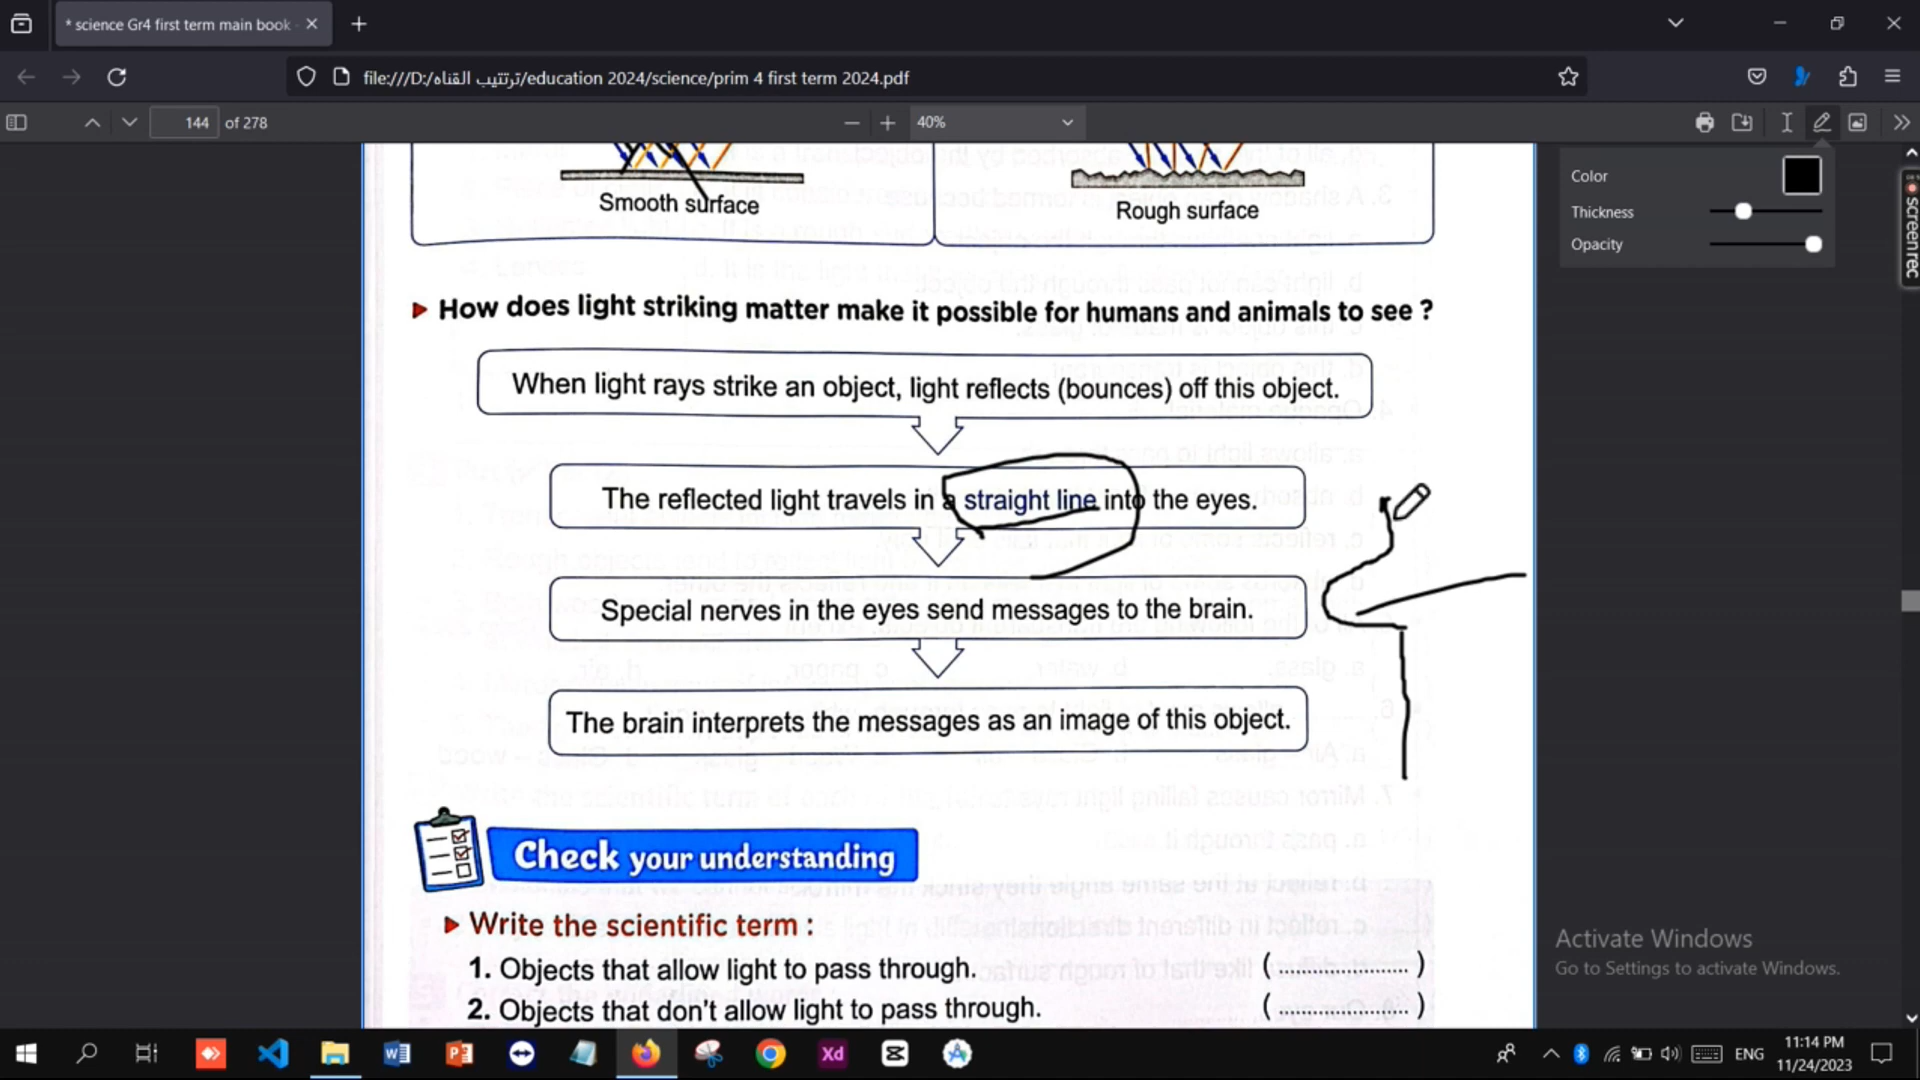 * science Gr4 first term main book -
file:///D:/ترتتيب القناه/education 2024/science/prim 4 first term 2024.pdf
144 of 278
40%
Color
Thickness
Opacity
screenrec
Smooth surface
Rough surface
How does light striking matter make it possible for humans and animals to see ?
When light rays strike an object, light reflects (bounces) off this object.
The reflected light travels in a straight line into the eyes.
Special nerves in the eyes send messages to the brain.
The brain interprets the messages as an image of this object.
Check your understanding
Write the scientific term :
1. Objects that allow light to pass through. (........................)
2. Objects that don't allow light to pass through. (........................)
Activate Windows
Go to Settings to activate Windows.
Xd
ENG
11:14 PM
11/24/2023